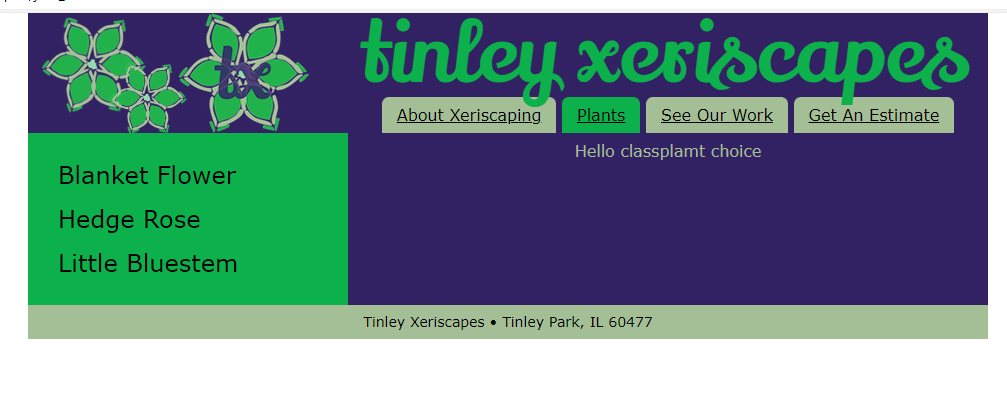 tinley xeriscapes
txe
About Xeriscaping Plants See Our Work Get An Estimate
Hello classplamt choice
Blanket Flower
Hedge Rose
Little Bluestem
Tinley Xeriscapes • Tinley Park, IL 60477